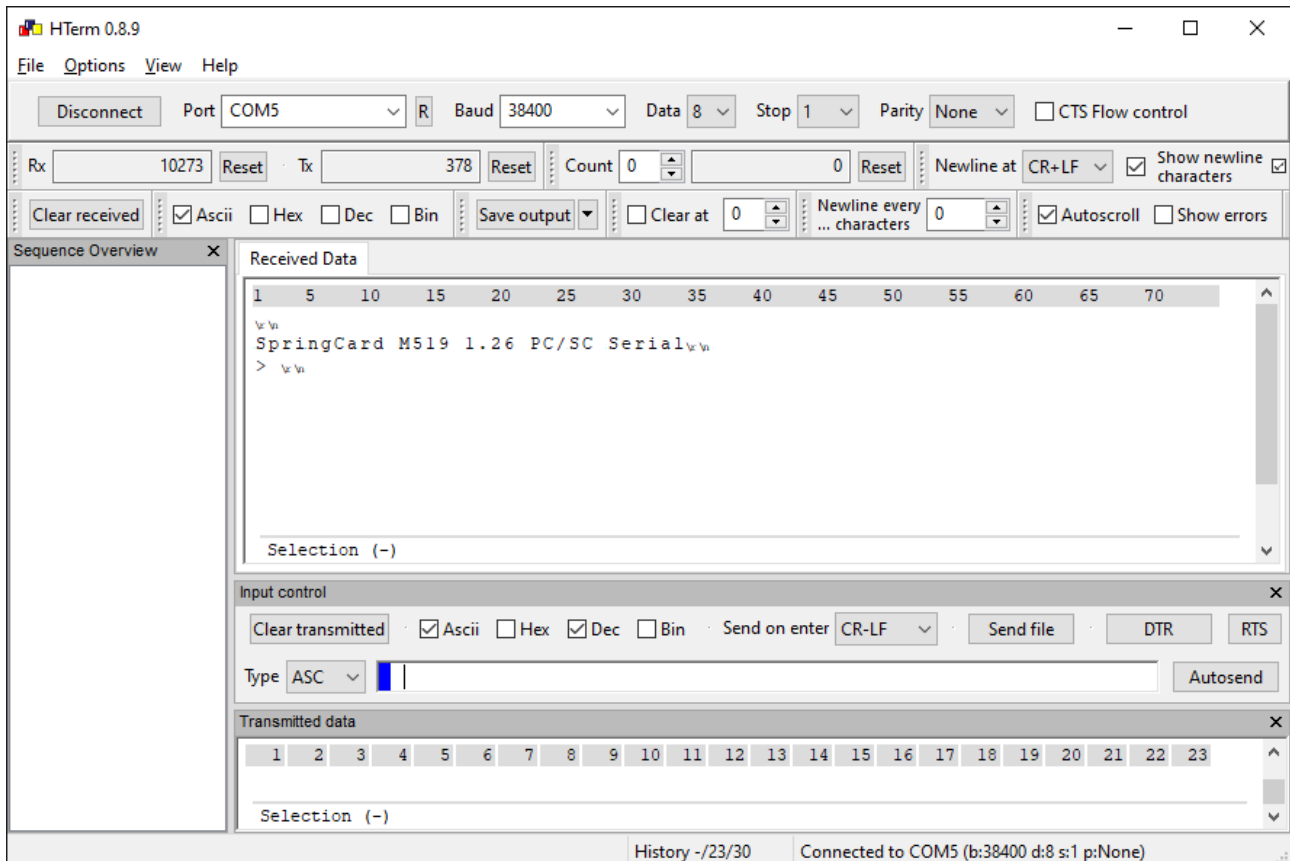 HTerm 0.8.9
File Options View Help
Disconnect Port COM5 R Baud 38400 Data 8 Stop 1 Parity None CTS Flow control
Rx 10273 Reset Tx 378 Reset Count 0 0 Reset Newline at CR+LF Show newline characters
Clear received Ascii Hex Dec Bin Save output Clear at 0 Newline every ... characters 0 Autoscroll Show errors
Sequence Overview X
Received Data
1 5 10 15 20 25 30 35 40 45 50 55 60 65 70
\r\n
SpringCard M519 1.26 PC/SC Serial\r\n
> \r\n
Selection (-)
Input control
Clear transmitted Ascii Hex Dec Bin Send on enter CR-LF Send file DTR RTS
Type ASC Autosend
Transmitted data
1 2 3 4 5 6 7 8 9 10 11 12 13 14 15 16 17 18 19 20 21 22 23
Selection (-)
History -/23/30 Connected to COM5 (b:38400 d:8 s:1 p:None)